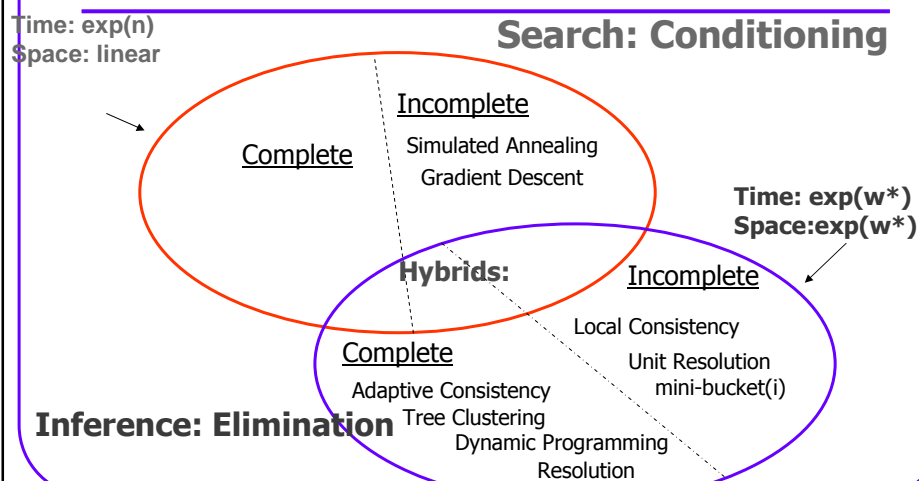 Time: exp(n)
Space: linear
Search: Conditioning
Incomplete
Complete
Simulated Annealing
Gradient Descent
Time: exp(w*)
Space:exp(w*)
Hybrids:
Incomplete
Local Consistency
Complete
Unit Resolution
mini-bucket(i)
Adaptive Consistency
Tree Clustering
Inference: Elimination
Dynamic Programming
Resolution